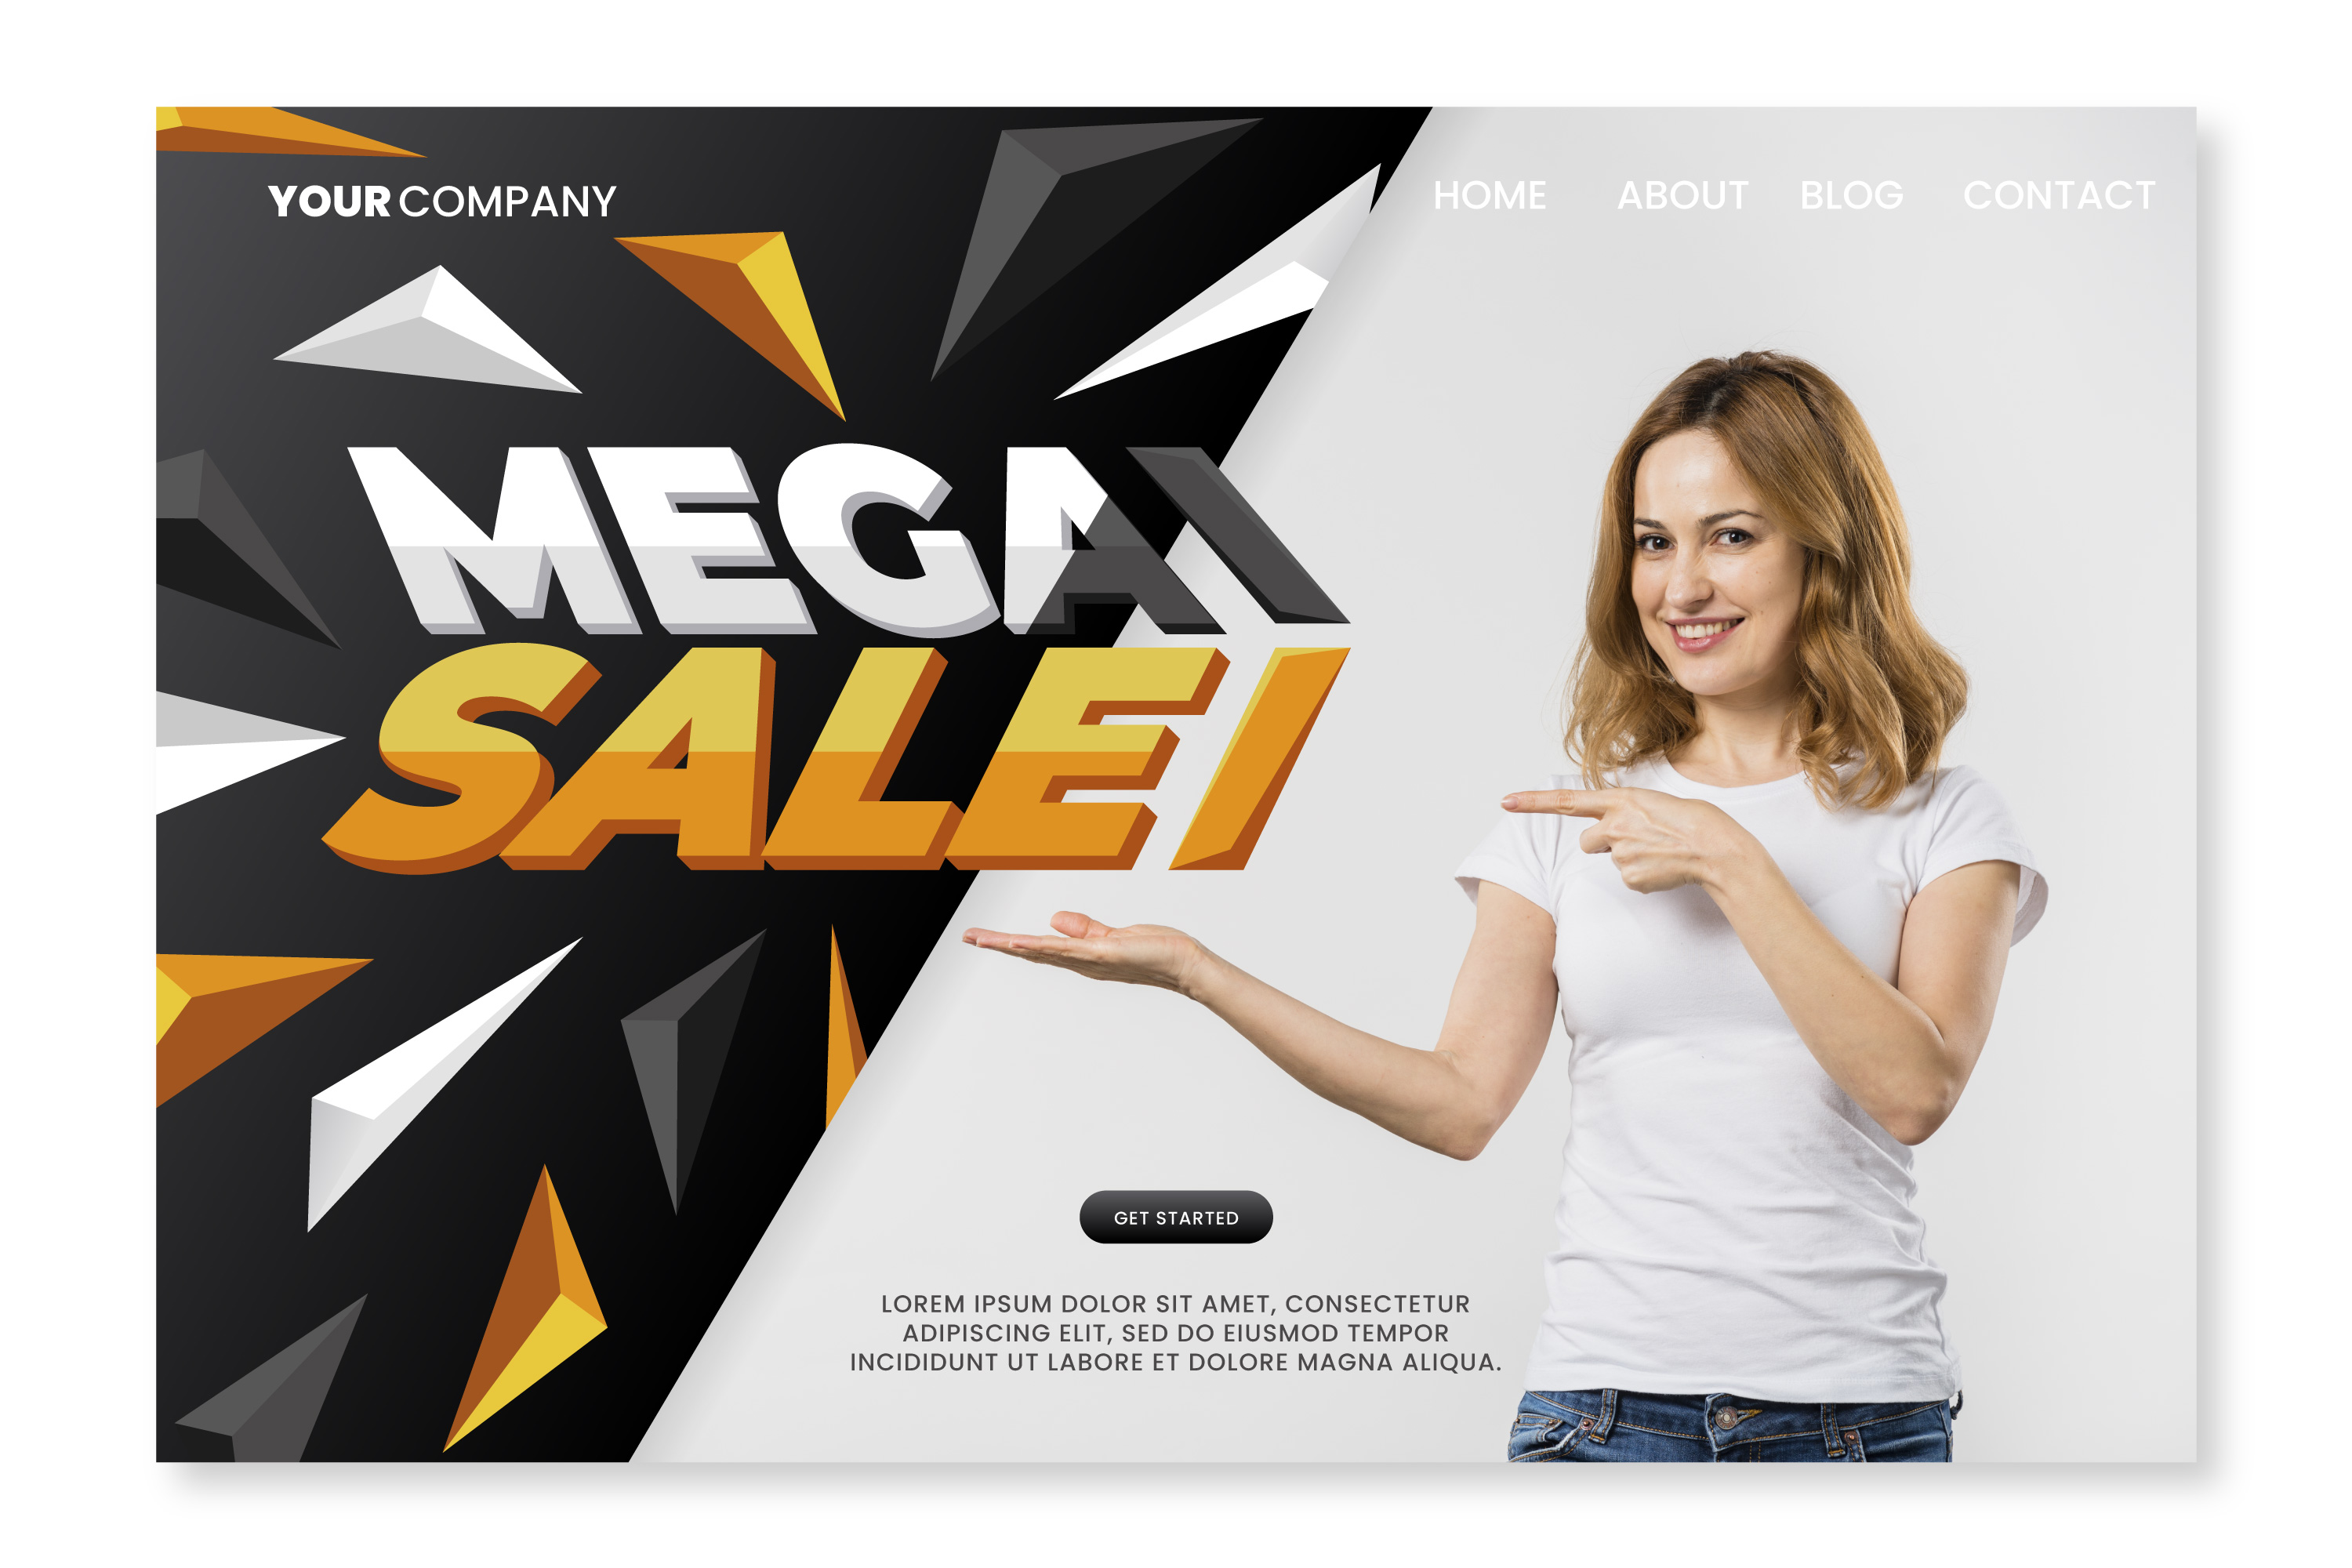 YOUR COMPANY
HOME ABOUT BLOG CONTACT
MEGA
SALE
GET STARTED
LOREM IPSUM DOLOR SIT AMET, CONSECTETUR
ADIPISCING ELIT, SED DO EIUSMOD TEMPOR
INCIDIDUNT UT LABORE ET DOLORE MAGNA ALIQUA.